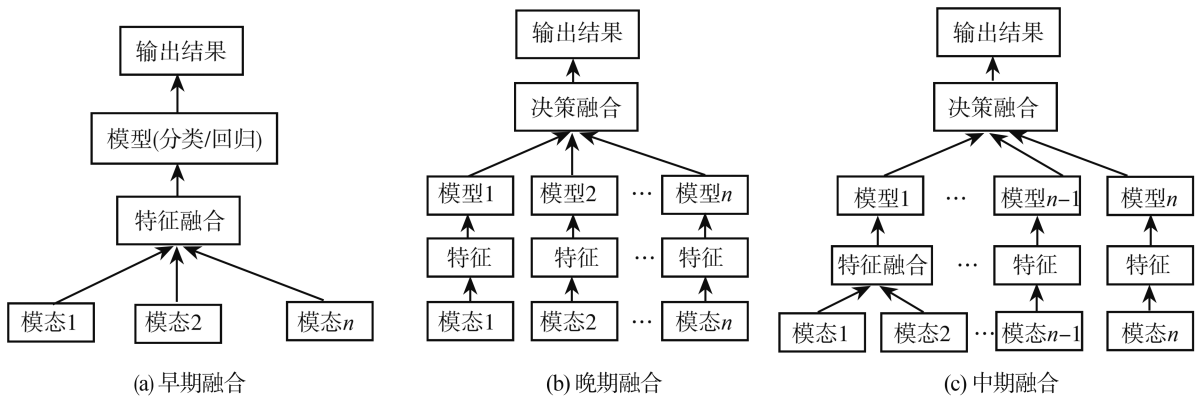 输出结果
模型(分类/回归)
特征融合
模态1 模态2 模态n
(a) 早期融合
输出结果
决策融合
模型1 模型2 … 模型n
特征 特征 … 特征
模态1 模态2 … 模态n
(b) 晚期融合
输出结果
决策融合
模型1 … 模型n-1 模型n
特征融合 … 特征 特征
模态1 模态2 … 模态n-1 模态n
(c) 中期融合